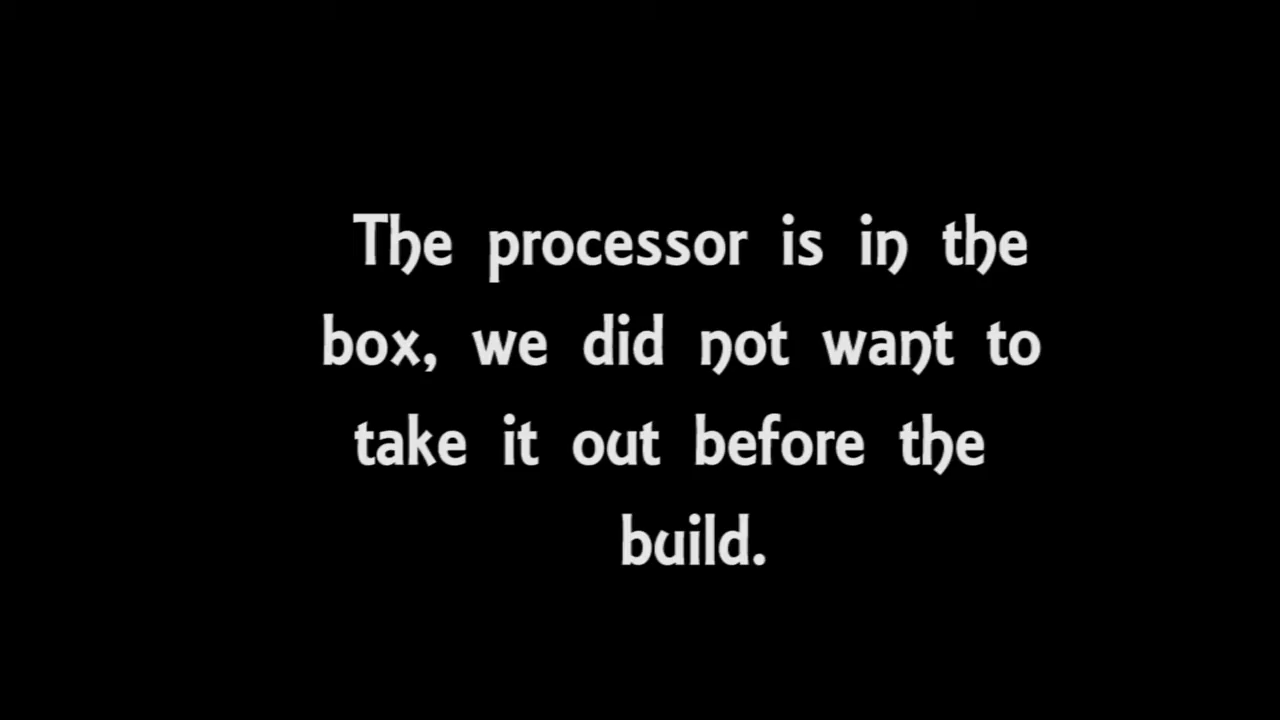 The processor is in the
box, we did not want to
take it out before the
build.